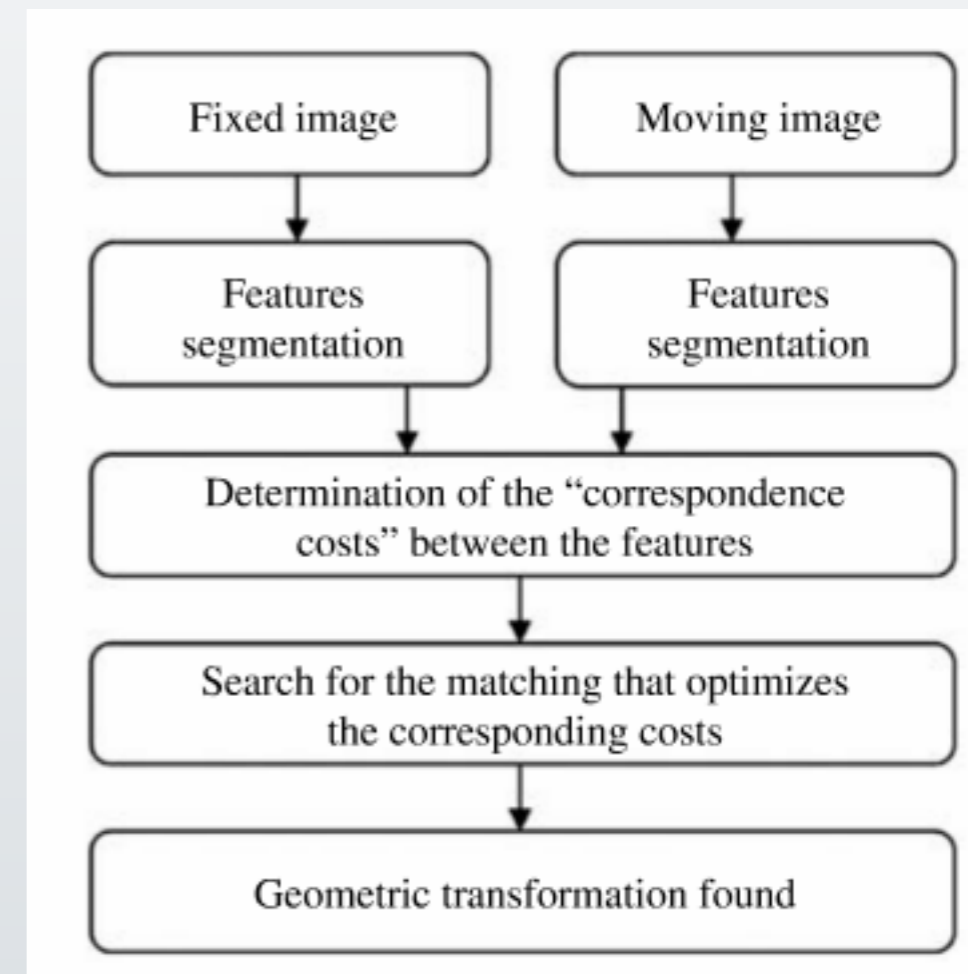 Fixed image
Moving image
Features
segmentation
Features
segmentation
Determination of the “correspondence
costs” between the features
Search for the matching that optimizes
the corresponding costs
Geometric transformation found